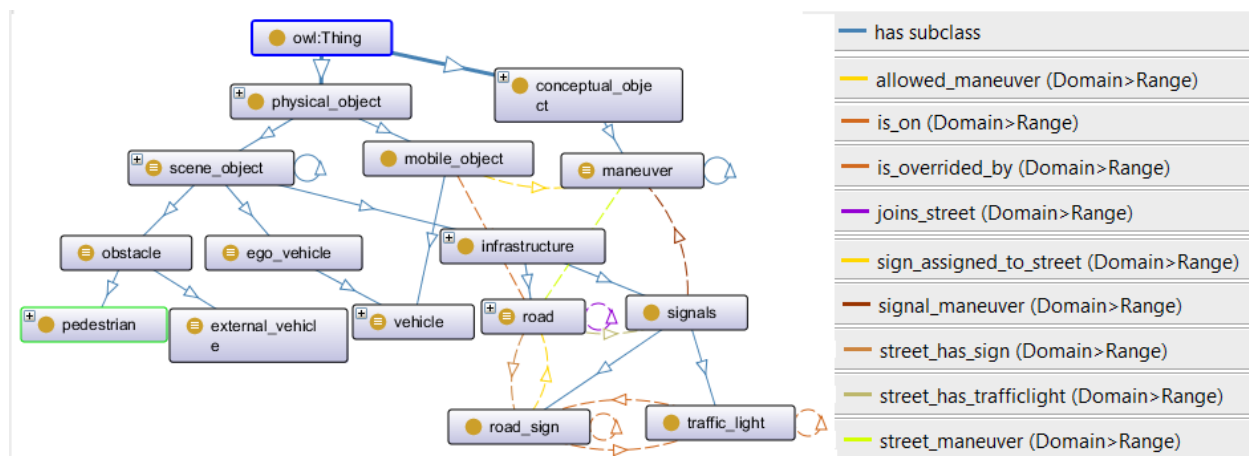 owl:Thing
physical_object
conceptual_obje
ct
scene_object
mobile_object
maneuver
obstacle
ego_vehicle
infrastructure
pedestrian
external_vehicl
e
vehicle
road
signals
road_sign
traffic_light
has subclass
allowed_maneuver (Domain>Range)
is_on (Domain>Range)
is_overrided_by (Domain>Range)
joins_street (Domain>Range)
sign_assigned_to_street (Domain>Range)
signal_maneuver (Domain>Range)
street_has_sign (Domain>Range)
street_has_trafficlight (Domain>Range)
street_maneuver (Domain>Range)